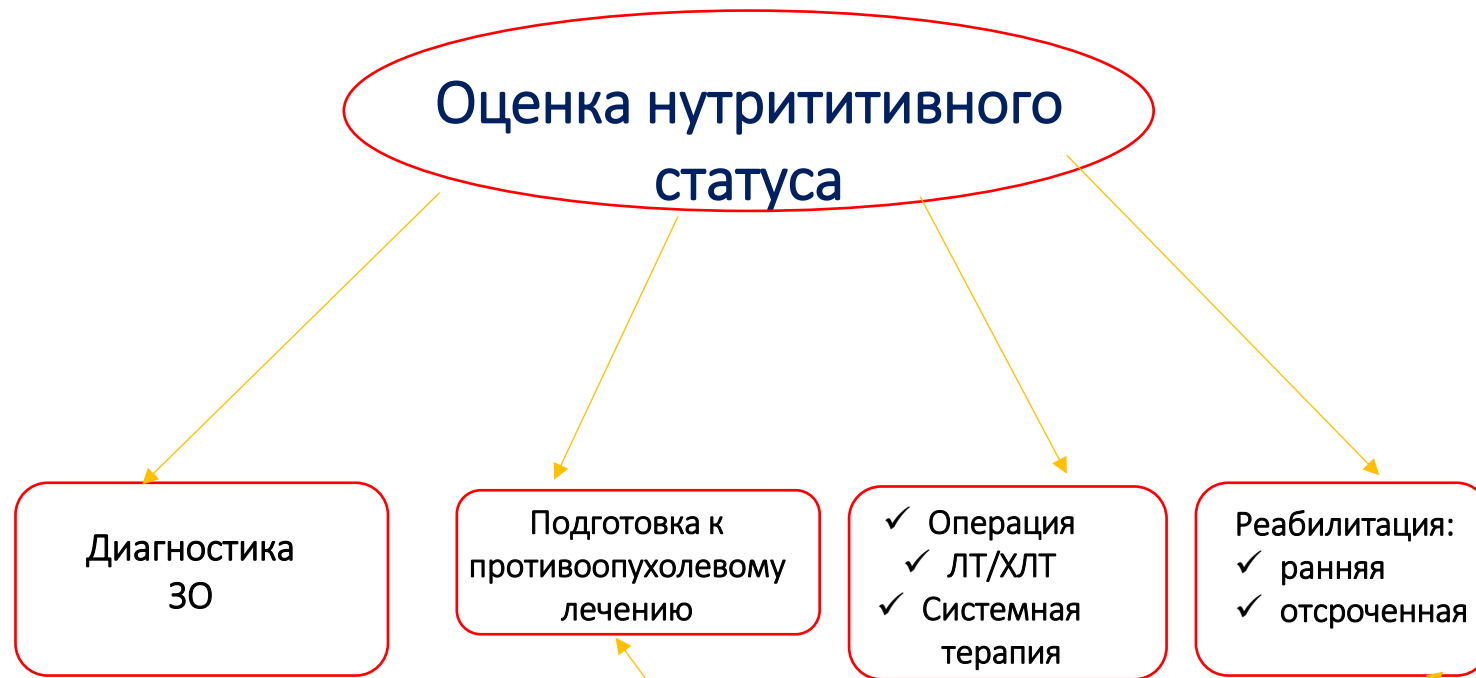 Оценка нутрититивного
статуса
Диагностика
ЗО
Подготовка к
противоопухолевому
лечению
✓ Операция
✓ ЛТ/ХЛТ
✓ Системная
терапия
Реабилитация:
✓ ранняя
✓ отсроченная